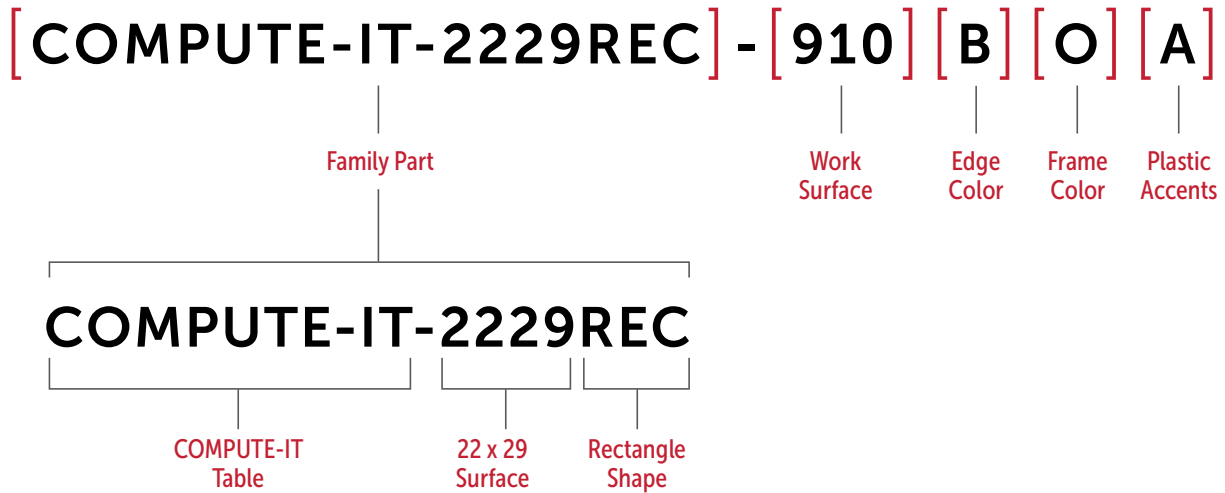 [COMPUTE-IT-2229REC] - [910] [B] [O] [A]
Family Part
Work
Surface
Edge
Color
Frame
Color
Plastic
Accents
COMPUTE-IT-2229REC
COMPUTE-IT
Table
22 x 29
Surface
Rectangle
Shape